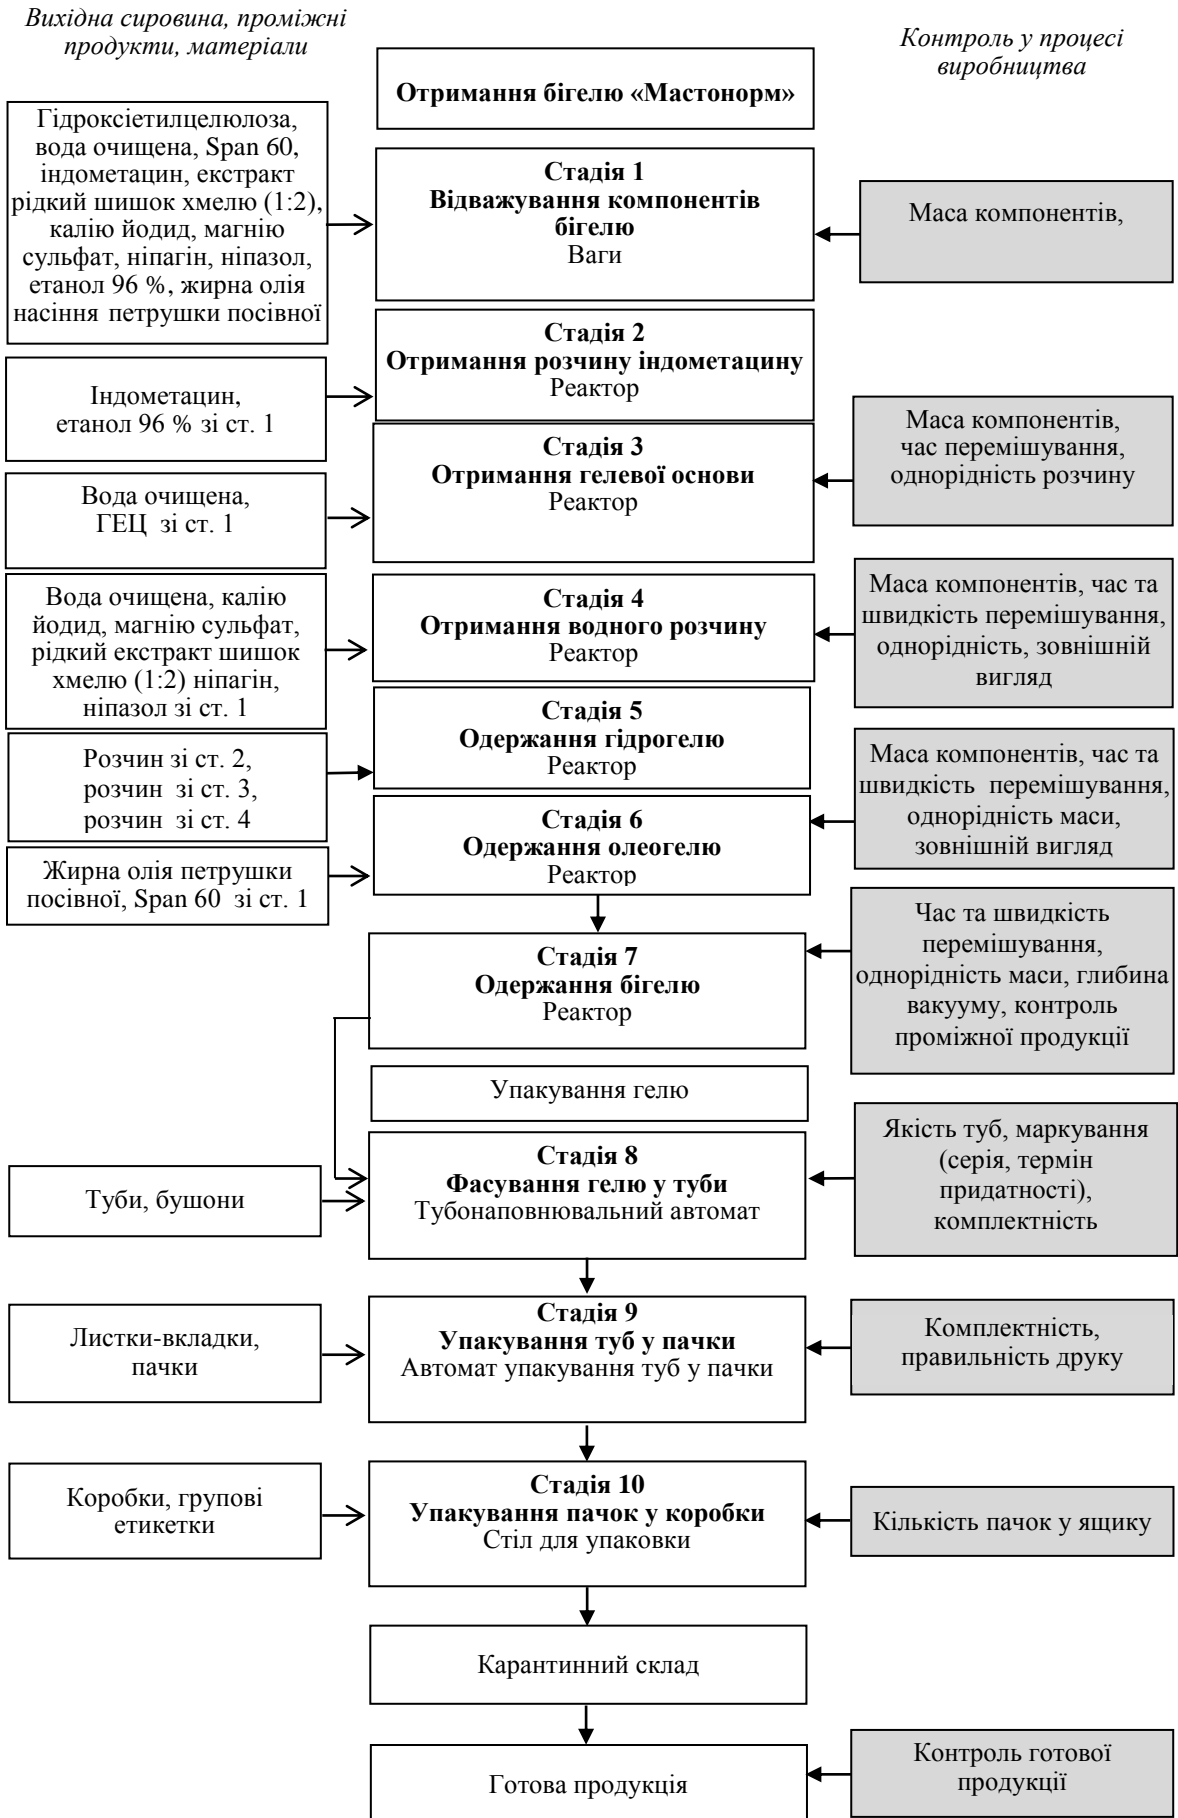 Вихідна сировина, проміжні
продукти, матеріали
Контроль у процесі
виробництва
Отримання бігелю «Мастонорм»
Гідроксіетилцелюлоза,
вода очищена, Span 60,
індометацин, екстракт
рідкий шишок хмелю (1:2),
калію йодид, магнію
сульфат, ніпагін, ніпазол,
етанол 96 %, жирна олія
насіння петрушки посівної
Стадія 1
Відважування компонентів
бігелю
Ваги
Маса компонентів,
Індометацин,
етанол 96 % зі ст. 1
Стадія 2
Отримання розчину індометацину
Реактор
Вода очищена,
ГЕЦ зі ст. 1
Стадія 3
Отримання гелевої основи
Реактор
Маса компонентів,
час перемішування,
однорідність розчину
Вода очищена, калію
йодид, магнію сульфат,
рідкий екстракт шишок
хмелю (1:2) ніпагін,
ніпазол зі ст. 1
Стадія 4
Отримання водного розчину
Реактор
Маса компонентів, час та
швидкість перемішування,
однорідність, зовнішній
вигляд
Розчин зі ст. 2,
розчин зі ст. 3,
розчин зі ст. 4
Стадія 5
Одержання гідрогелю
Реактор
Маса компонентів, час та
швидкість перемішування,
однорідність маси,
зовнішній вигляд
Жирна олія петрушки
посівної, Span 60 зі ст. 1
Стадія 6
Одержання олеогелю
Реактор
Стадія 7
Одержання бігелю
Реактор
Час та швидкість
перемішування,
однорідність маси, глибина
вакууму, контроль
проміжної продукції
Упакування гелю
Туби, бушони
Стадія 8
Фасування гелю у туби
Тубонаповнювальний автомат
Якість туб, маркування
(серія, термін
придатності),
комплектність
Листки-вкладки,
пачки
Стадія 9
Упакування туб у пачки
Автомат упакування туб у пачки
Комплектність,
правильність друку
Коробки, групові
етикетки
Стадія 10
Упакування пачок у коробки
Стіл для упаковки
Кількість пачок у ящику
Карантинний склад
Готова продукція
Контроль готової
продукції